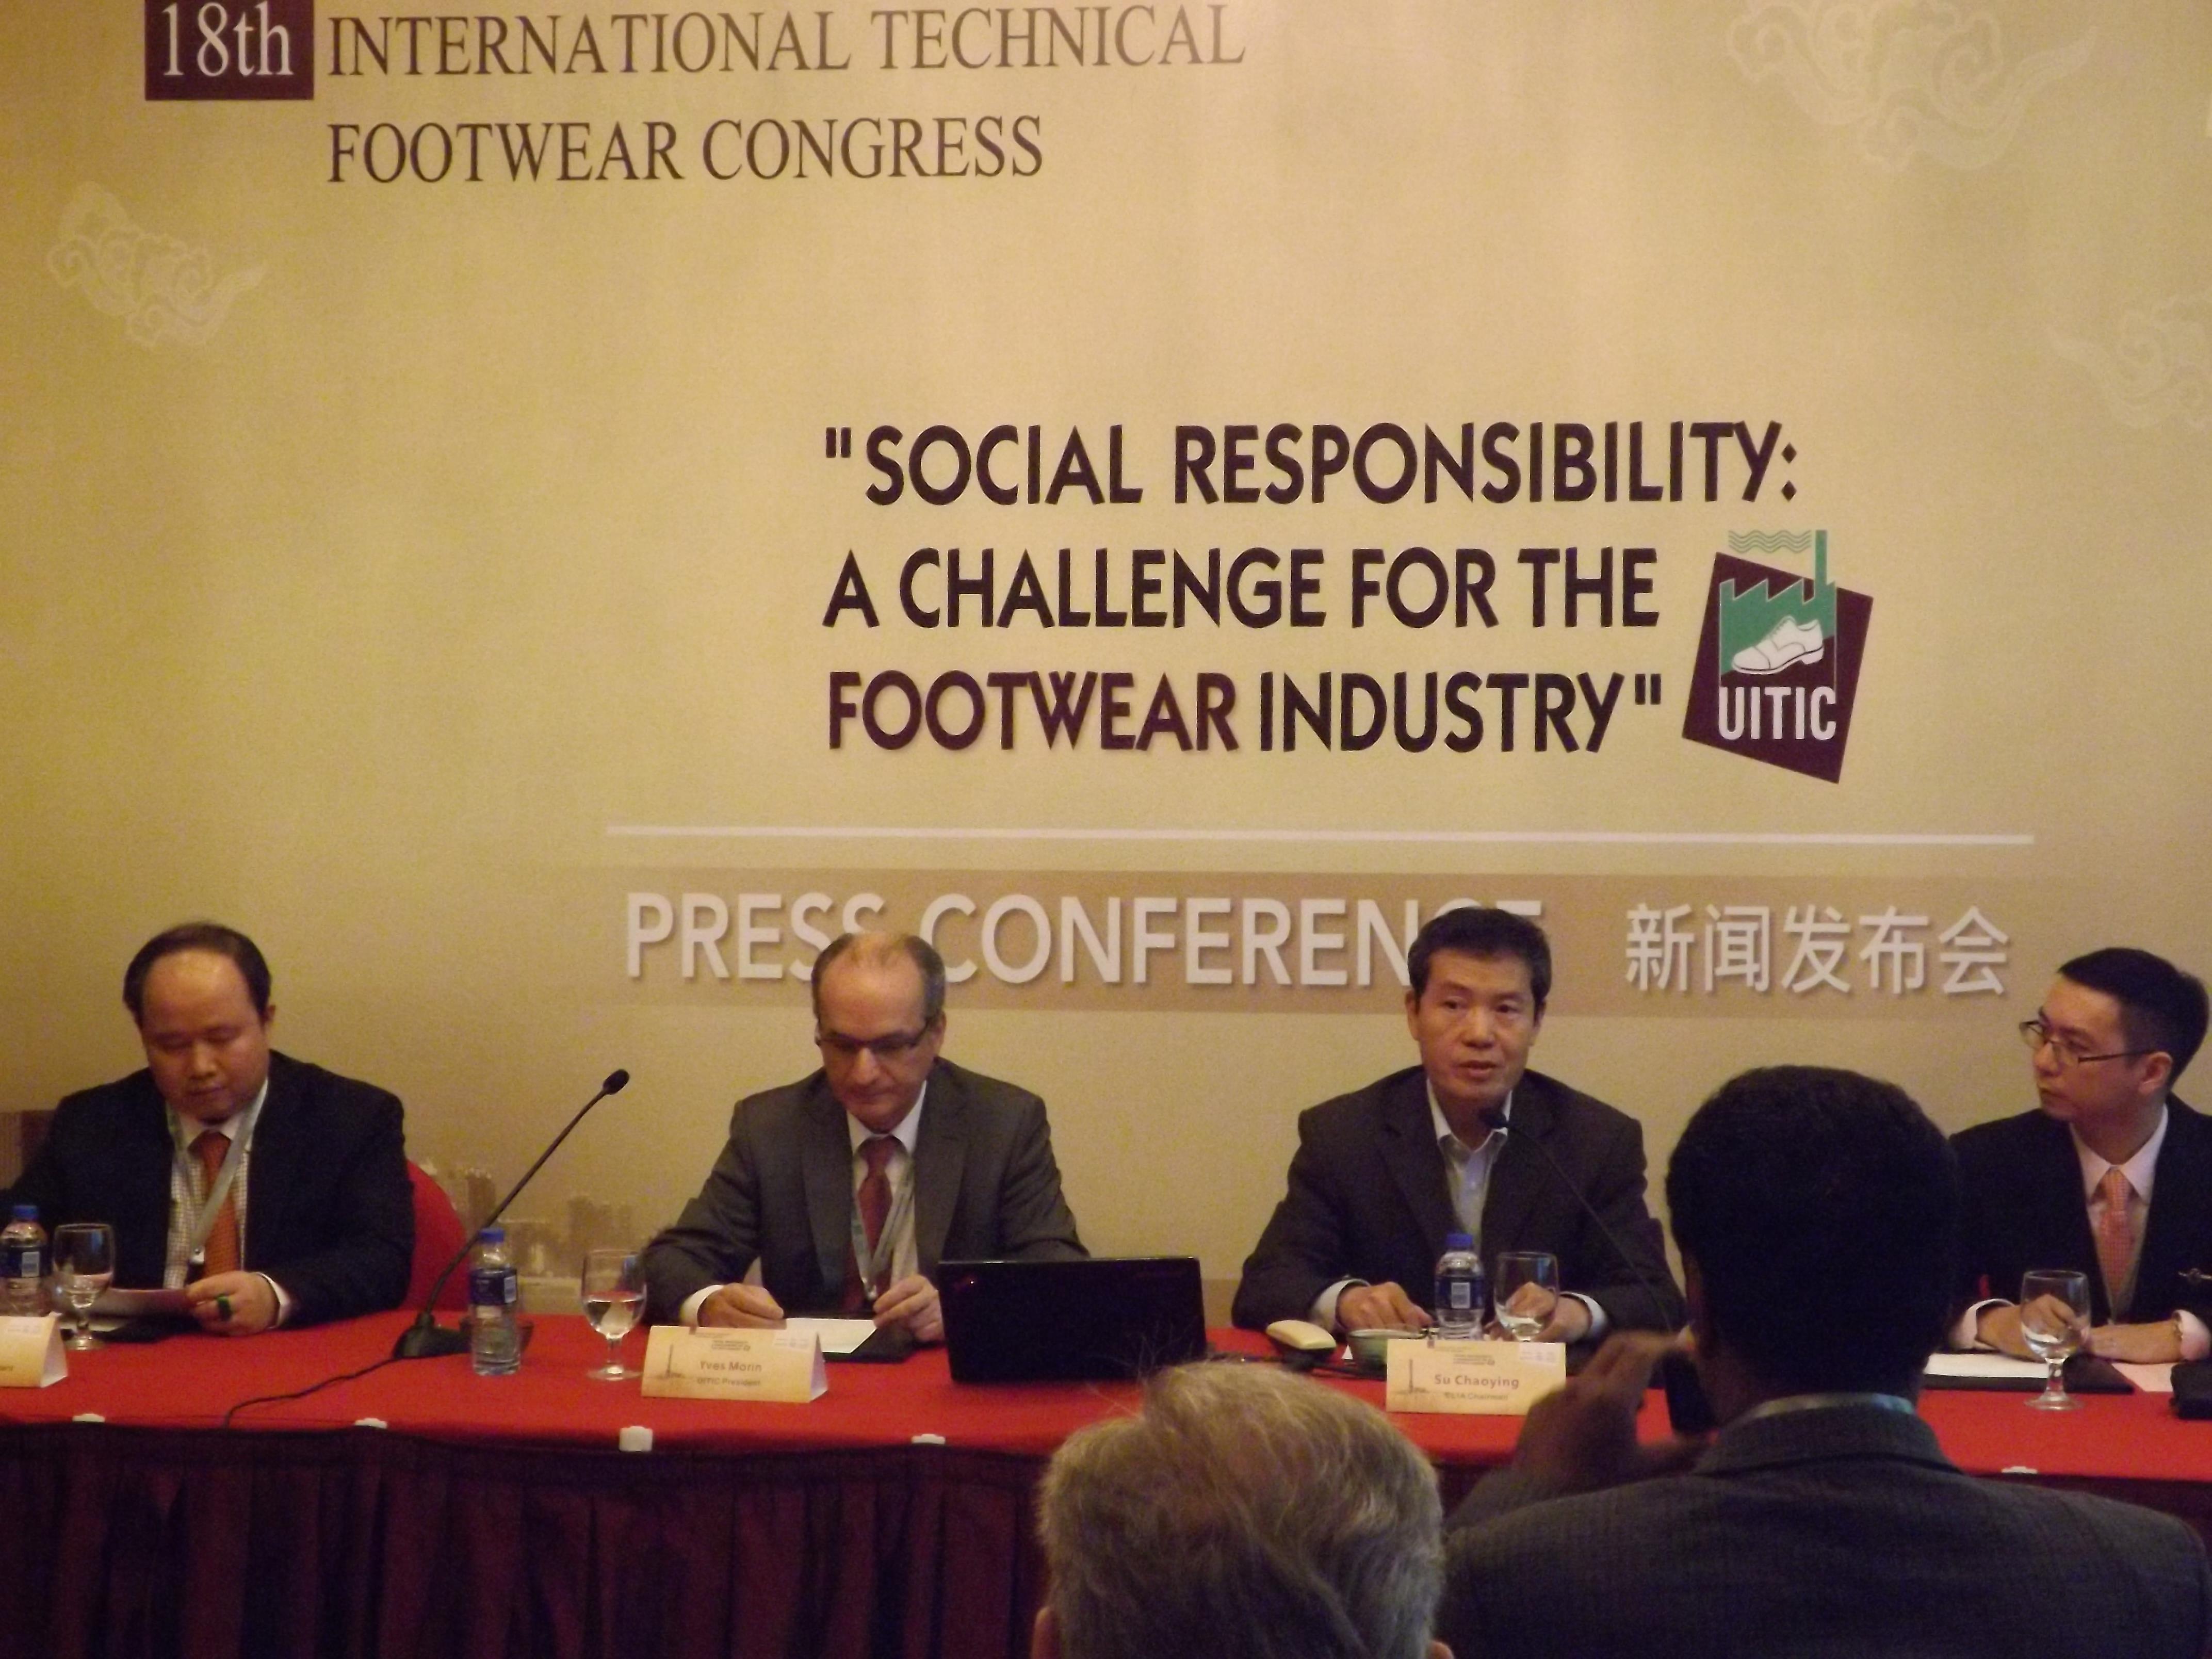 18th INTERNATIONAL TECHNICAL
FOOTWEAR CONGRESS
"SOCIAL RESPONSIBILITY:
A CHALLENGE FOR THE
FOOTWEAR INDUSTRY"
UITIC
PRESS CONFERENCE 新闻发布会
Yves Morin
UITIC President
Su Chaoying
Chairman